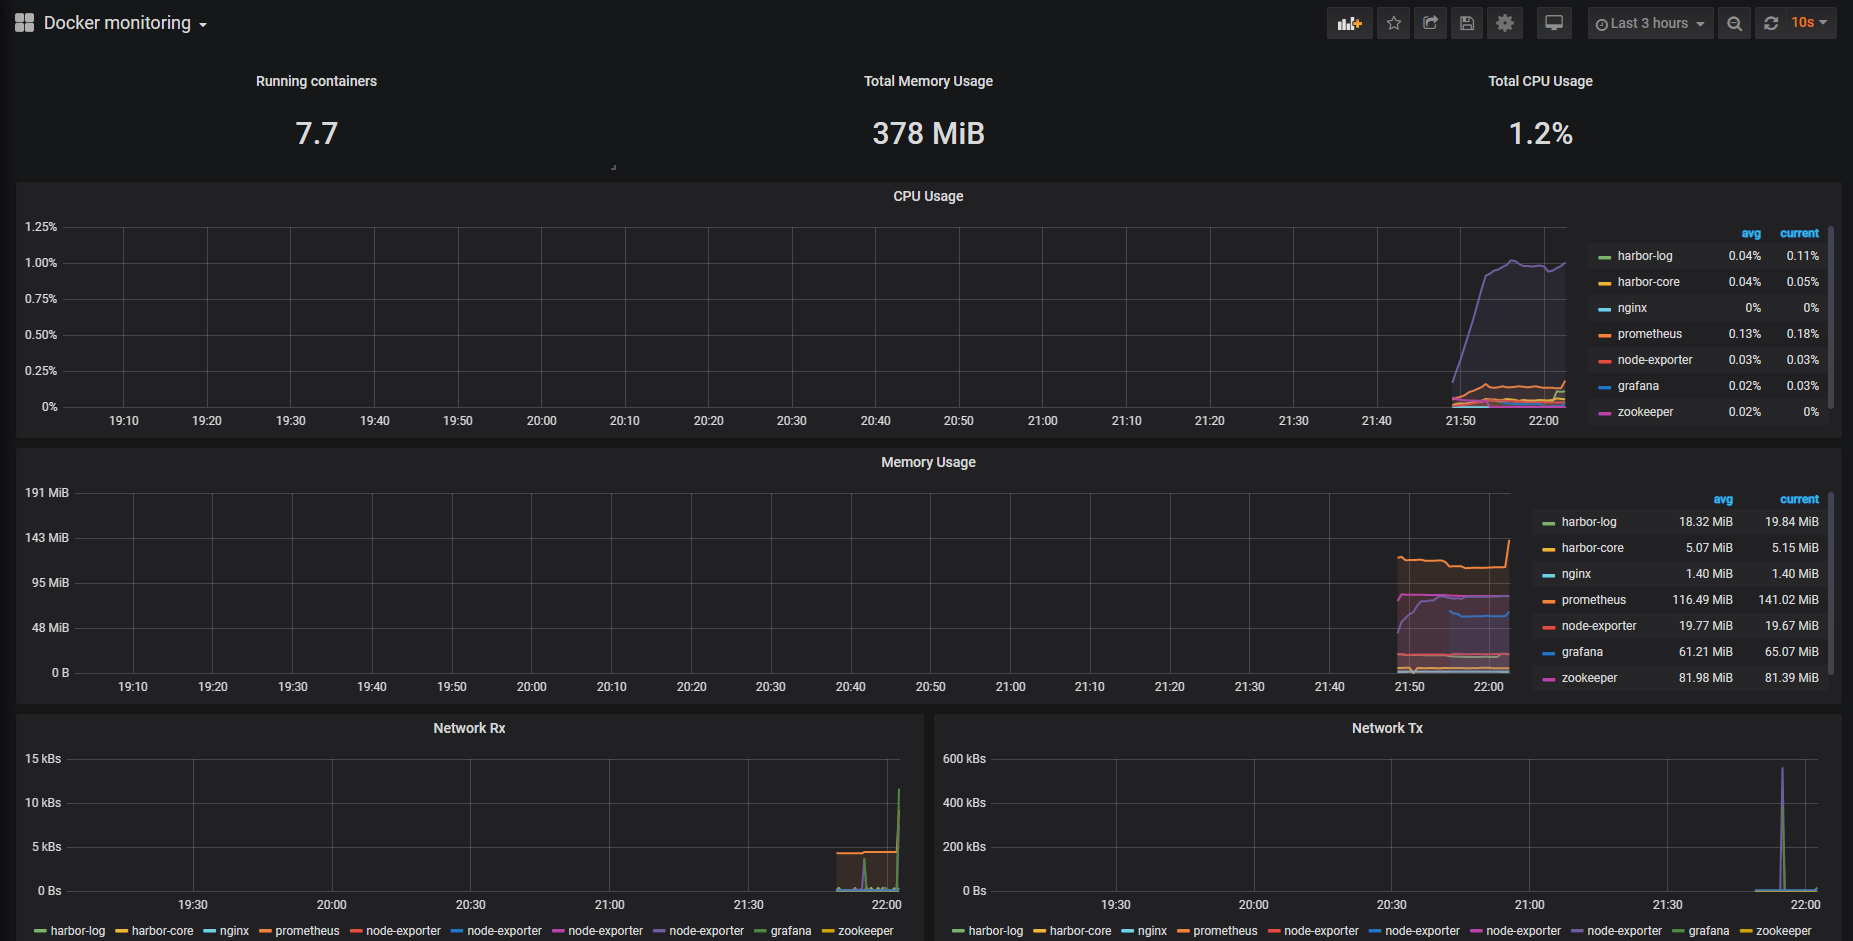 Docker monitoring
Last 3 hours
10s
Running containers
7.7
Total Memory Usage
378 MiB
Total CPU Usage
1.2%
CPU Usage
1.25%
1.00%
0.75%
0.50%
0.25%
0%
19:10 19:20 19:30 19:40 19:50 20:00 20:10 20:20 20:30 20:40 20:50 21:00 21:10 21:20 21:30 21:40 21:50 22:00
avg current
harbor-log 0.04% 0.11%
harbor-core 0.04% 0.05%
nginx 0% 0%
prometheus 0.13% 0.18%
node-exporter 0.03% 0.03%
grafana 0.02% 0.03%
zookeeper 0.02% 0%
Memory Usage
191 MiB
143 MiB
95 MiB
48 MiB
0 B
19:10 19:20 19:30 19:40 19:50 20:00 20:10 20:20 20:30 20:40 20:50 21:00 21:10 21:20 21:30 21:40 21:50 22:00
avg current
harbor-log 18.32 MiB 19.84 MiB
harbor-core 5.07 MiB 5.15 MiB
nginx 1.40 MiB 1.40 MiB
prometheus 116.49 MiB 141.02 MiB
node-exporter 19.77 MiB 19.67 MiB
grafana 61.21 MiB 65.07 MiB
zookeeper 81.98 MiB 81.39 MiB
Network Rx
15 kBs
10 kBs
5 kBs
0 Bs
19:30 20:00 20:30 21:00 21:30 22:00
harbor-log harbor-core nginx prometheus node-exporter node-exporter node-exporter node-exporter grafana zookeeper
Network Tx
600 kBs
400 kBs
200 kBs
0 Bs
19:30 20:00 20:30 21:00 21:30 22:00
harbor-log harbor-core nginx prometheus node-exporter node-exporter node-exporter node-exporter grafana zookeeper